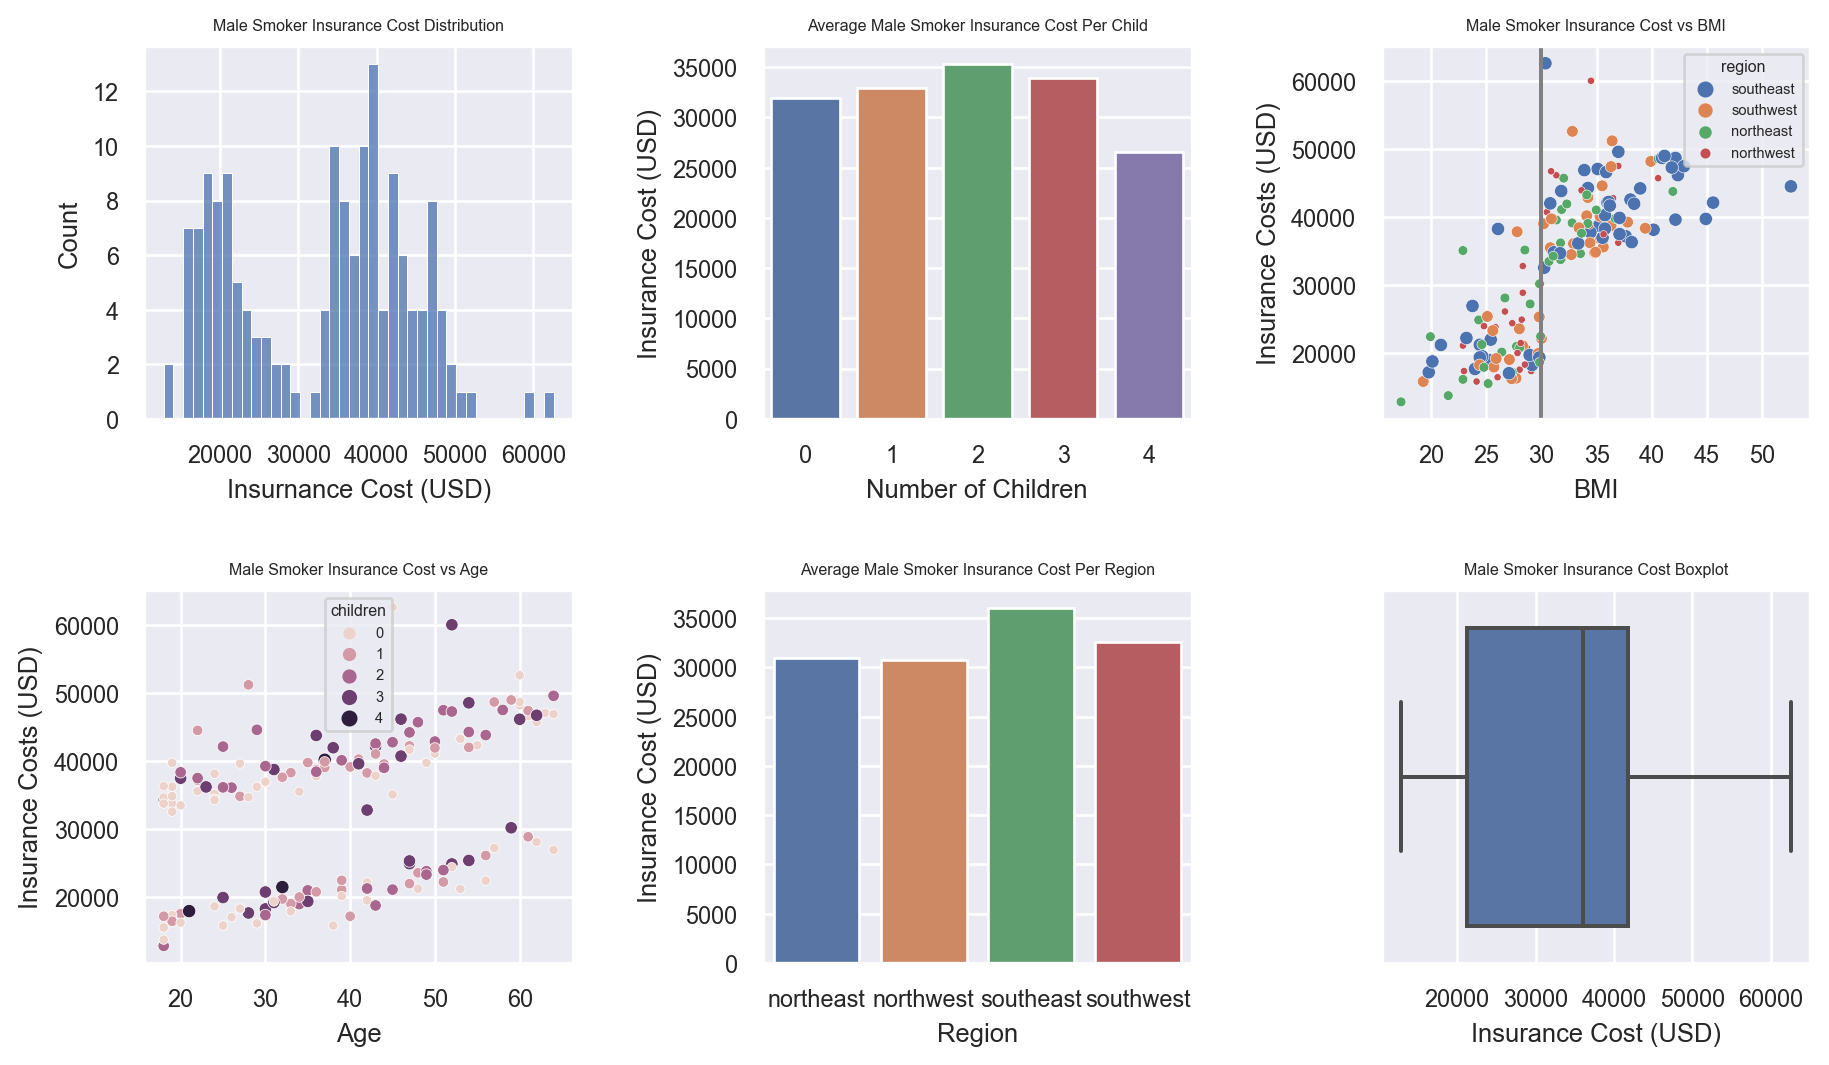 Male Smoker Insurance Cost Distribution
12
10
8
6
4
2
0
Count
20000 30000 40000 50000 60000
Insurnance Cost (USD)
Average Male Smoker Insurance Cost Per Child
35000
30000
25000
20000
15000
10000
5000
0
Insurance Cost (USD)
0 1 2 3 4
Number of Children
Male Smoker Insurance Cost vs BMI
60000
50000
40000
30000
20000
Insurance Costs (USD)
region
southeast
southwest
northeast
northwest
20 25 30 35 40 45 50
BMI
Male Smoker Insurance Cost vs Age
60000
50000
40000
30000
20000
Insurance Costs (USD)
children
0
1
2
3
4
20 30 40 50 60
Age
Average Male Smoker Insurance Cost Per Region
35000
30000
25000
20000
15000
10000
5000
0
Insurance Cost (USD)
northeast northwest southeast southwest
Region
Male Smoker Insurance Cost Boxplot
20000 30000 40000 50000 60000
Insurance Cost (USD)